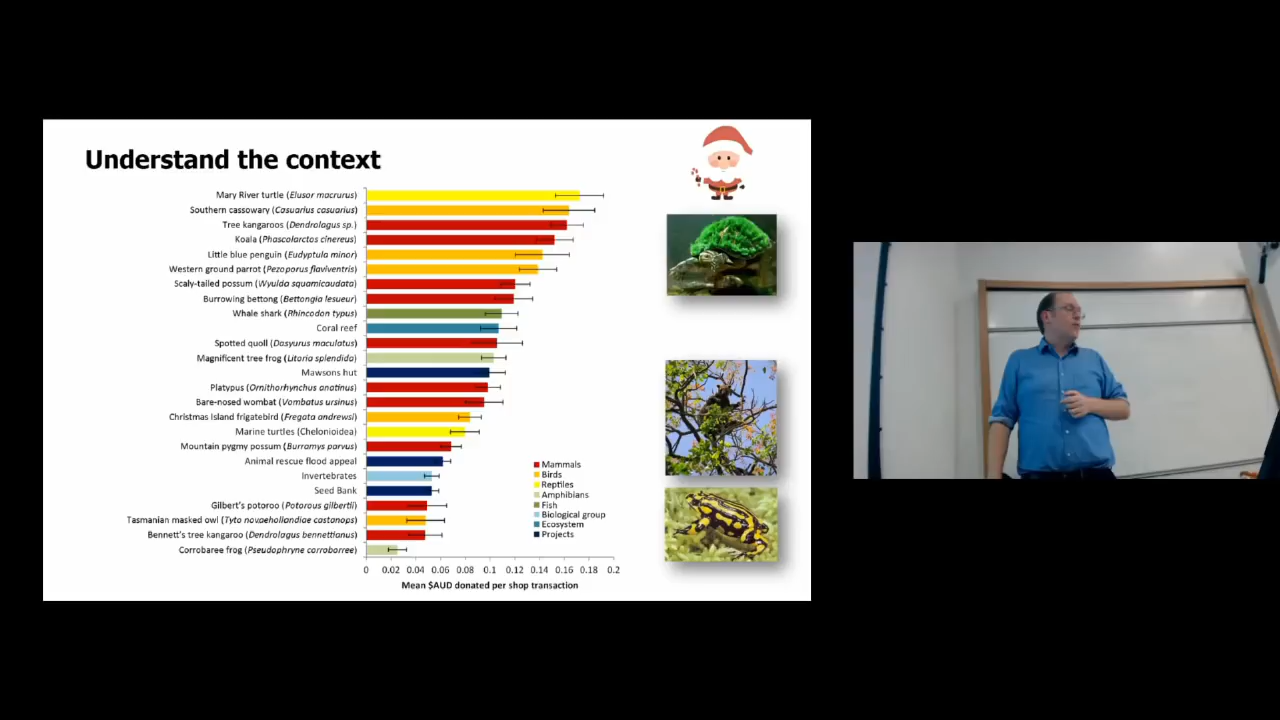 Understand the context
Mary River turtle (Elusor macrurus)
Southern cassowary (Casuarius casuarius)
Tree kangaroos (Dendrolagus sp.)
Koala (Phascolarctos cinereus)
Little blue penguin (Eudyptula minor)
Western ground parrot (Pezoporus flaviventris)
Scaly-tailed possum (Wyulda squamicaudata)
Burrowing bettong (Bettongia lesueur)
Whale shark (Rhincodon typus)
Coral reef
Spotted quoll (Dasyurus maculatus)
Magnificent tree frog (Litoria splendida)
Mawsons hut
Platypus (Ornithorhynchus anatinus)
Bare-nosed wombat (Vombatus ursinus)
Christmas Island frigatebird (Fregata andrewsi)
Marine turtles (Chelonioidea)
Mountain pygmy possum (Burramys parvus)
Animal rescue flood appeal
Invertebrates
Seed Bank
Gilbert's potoroo (Potorous gilbertii)
Tasmanian masked owl (Tyto novaehollandiae castanops)
Bennett's tree kangaroo (Dendrolagus bennettianus)
Corrobaree frog (Pseudophryne corroborree)
Mammals
Birds
Reptiles
Amphibians
Fish
Biological group
Ecosystem
Projects
0 0.02 0.04 0.06 0.08 0.1 0.12 0.14 0.16 0.18 0.2
Mean $AUD donated per shop transaction